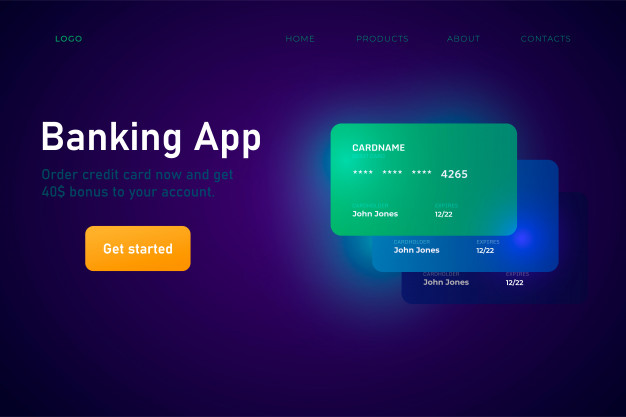 LOGO
HOME PRODUCTS ABOUT CONTACTS
Banking App
Order credit card now and get
40$ bonus to your account.
Get started
CARDNAME
**** **** **** 4265
CARDHOLDER EXPIRES
John Jones 12/22
CARDHOLDER EXPIRES
John Jones 12/22
CARDHOLDER EXPIRES
John Jones 12/22